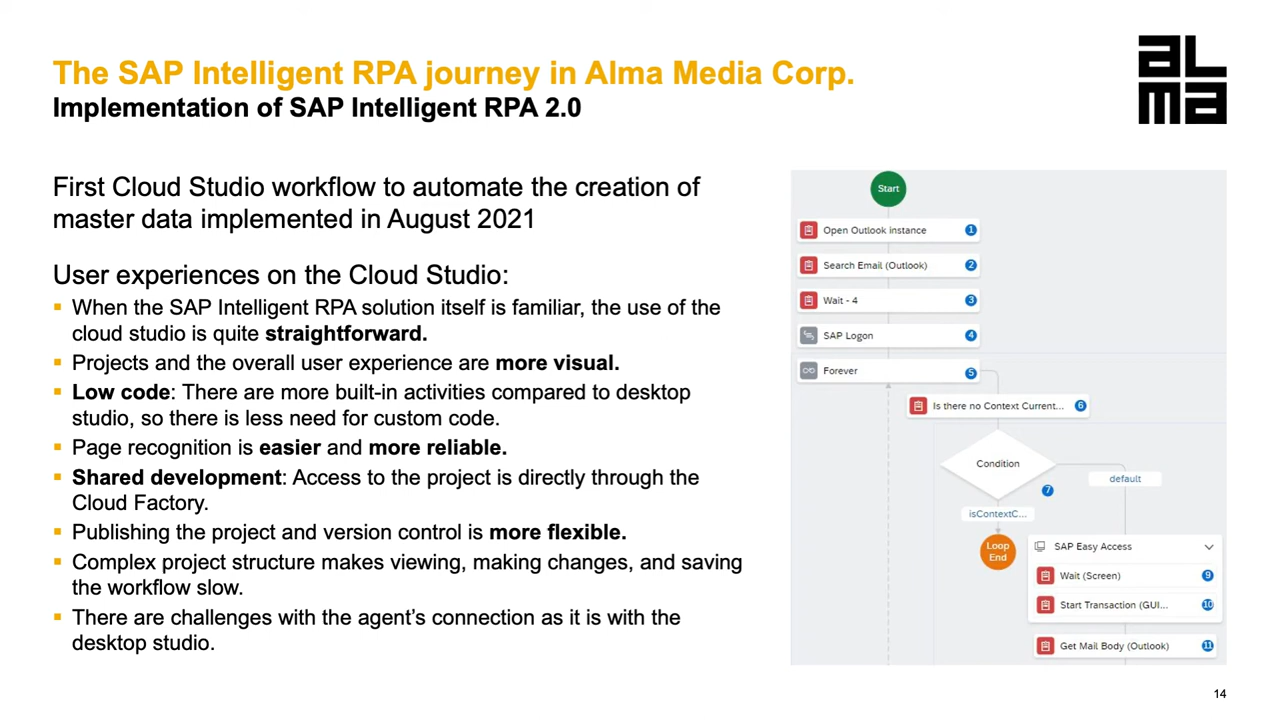 The SAP Intelligent RPA journey in Alma Media Corp.
Implementation of SAP Intelligent RPA 2.0
ALMA
First Cloud Studio workflow to automate the creation of
master data implemented in August 2021
User experiences on the Cloud Studio:
▪ When the SAP Intelligent RPA solution itself is familiar, the use of the
cloud studio is quite straightforward.
▪ Projects and the overall user experience are more visual.
▪ Low code: There are more built-in activities compared to desktop
studio, so there is less need for custom code.
▪ Page recognition is easier and more reliable.
▪ Shared development: Access to the project is directly through the
Cloud Factory.
▪ Publishing the project and version control is more flexible.
▪ Complex project structure makes viewing, making changes, and saving
the workflow slow.
▪ There are challenges with the agent’s connection as it is with the
desktop studio.
Start
Open Outlook instance 1
Search Email (Outlook) 2
Wait - 4 3
SAP Logon 4
Forever 5
Is there no Context Current... 6
Condition
7
default
isContextC...
Loop
End
SAP Easy Access
Wait (Screen) 9
Start Transaction (GUI... 10
Get Mail Body (Outlook) 11
14